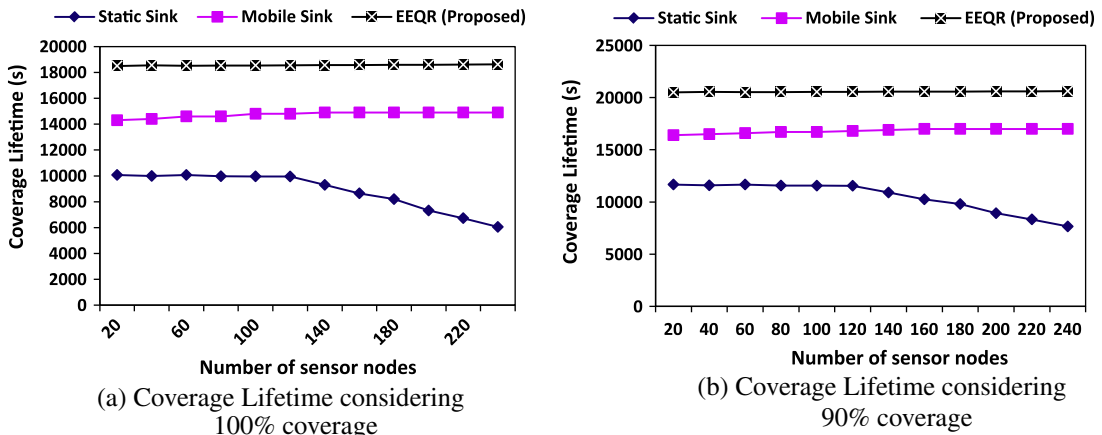 Static Sink Mobile Sink EEQR (Proposed)
20000
18000
16000
14000
12000
10000
8000
6000
4000
2000
0
Coverage Lifetime (s)
20 60 100 140 180 220
Number of sensor nodes
(a) Coverage Lifetime considering
100% coverage
Static Sink Mobile Sink EEQR (Proposed)
25000
20000
15000
10000
5000
0
Coverage Lifetime (s)
20 40 60 80 100 120 140 160 180 200 220 240
Number of sensor nodes
(b) Coverage Lifetime considering
90% coverage